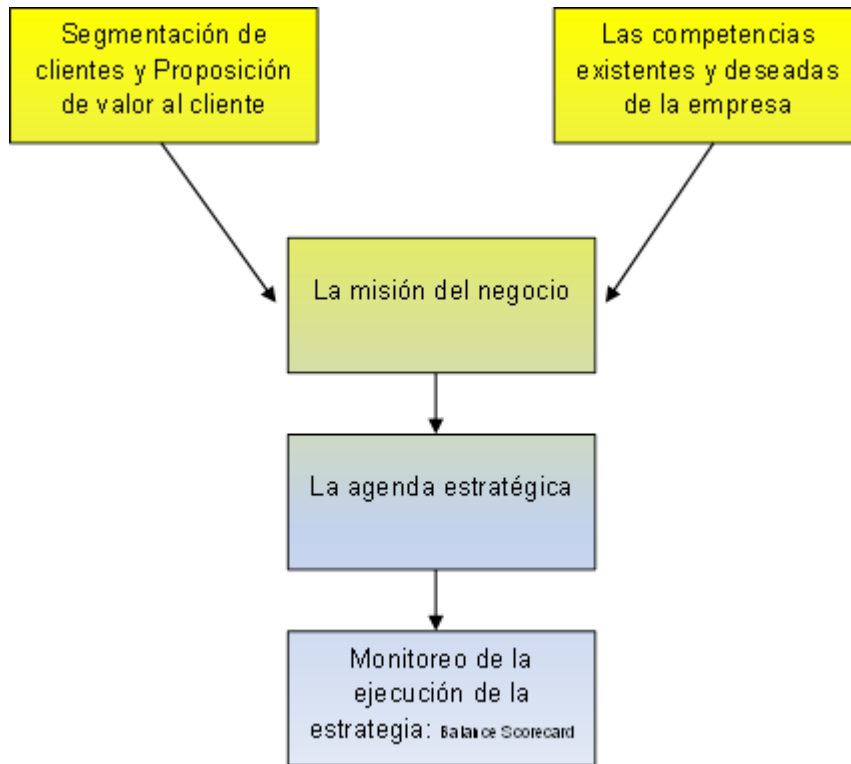 Segmentación de
clientes y Proposición
de valor al cliente
Las competencias
existentes y deseadas
de la empresa
La misión del negocio
La agenda estratégica
Monitoreo de la
ejecución de la
estrategia: Balance Scorecard